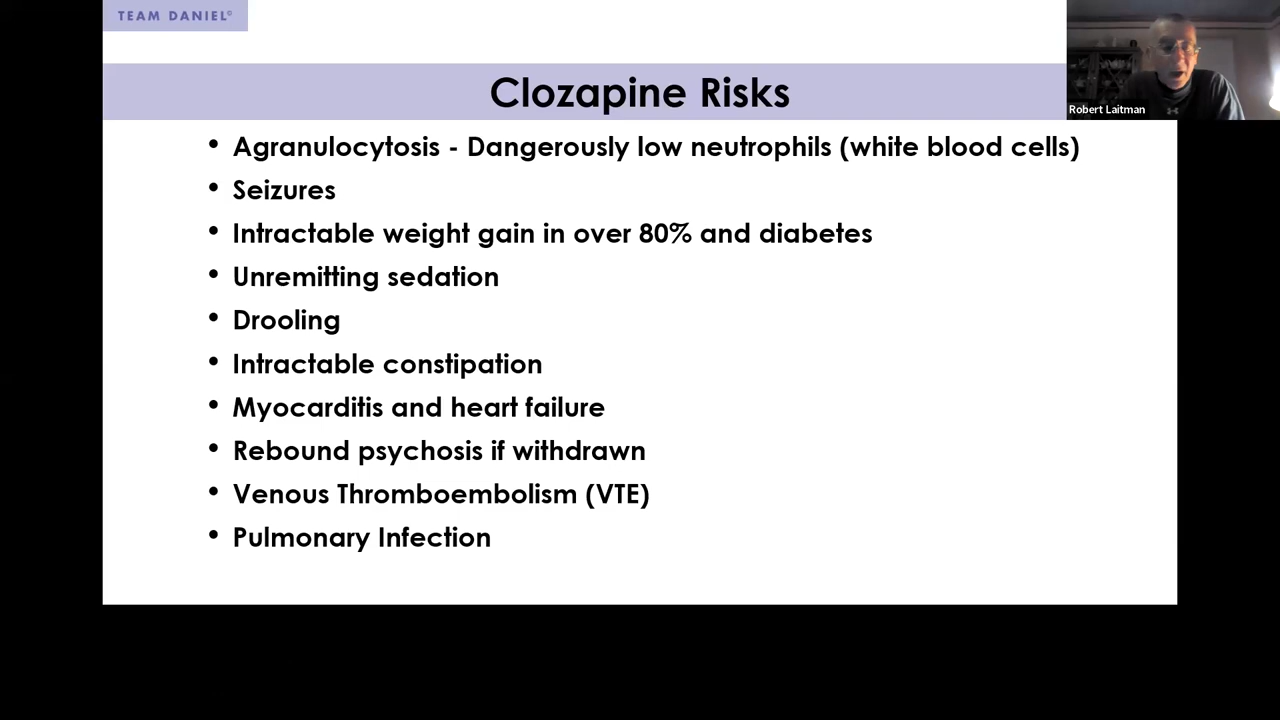 TEAM DANIEL©
Clozapine Risks
Robert Laitman
• Agranulocytosis - Dangerously low neutrophils (white blood cells)
• Seizures
• Intractable weight gain in over 80% and diabetes
• Unremitting sedation
• Drooling
• Intractable constipation
• Myocarditis and heart failure
• Rebound psychosis if withdrawn
• Venous Thromboembolism (VTE)
• Pulmonary Infection